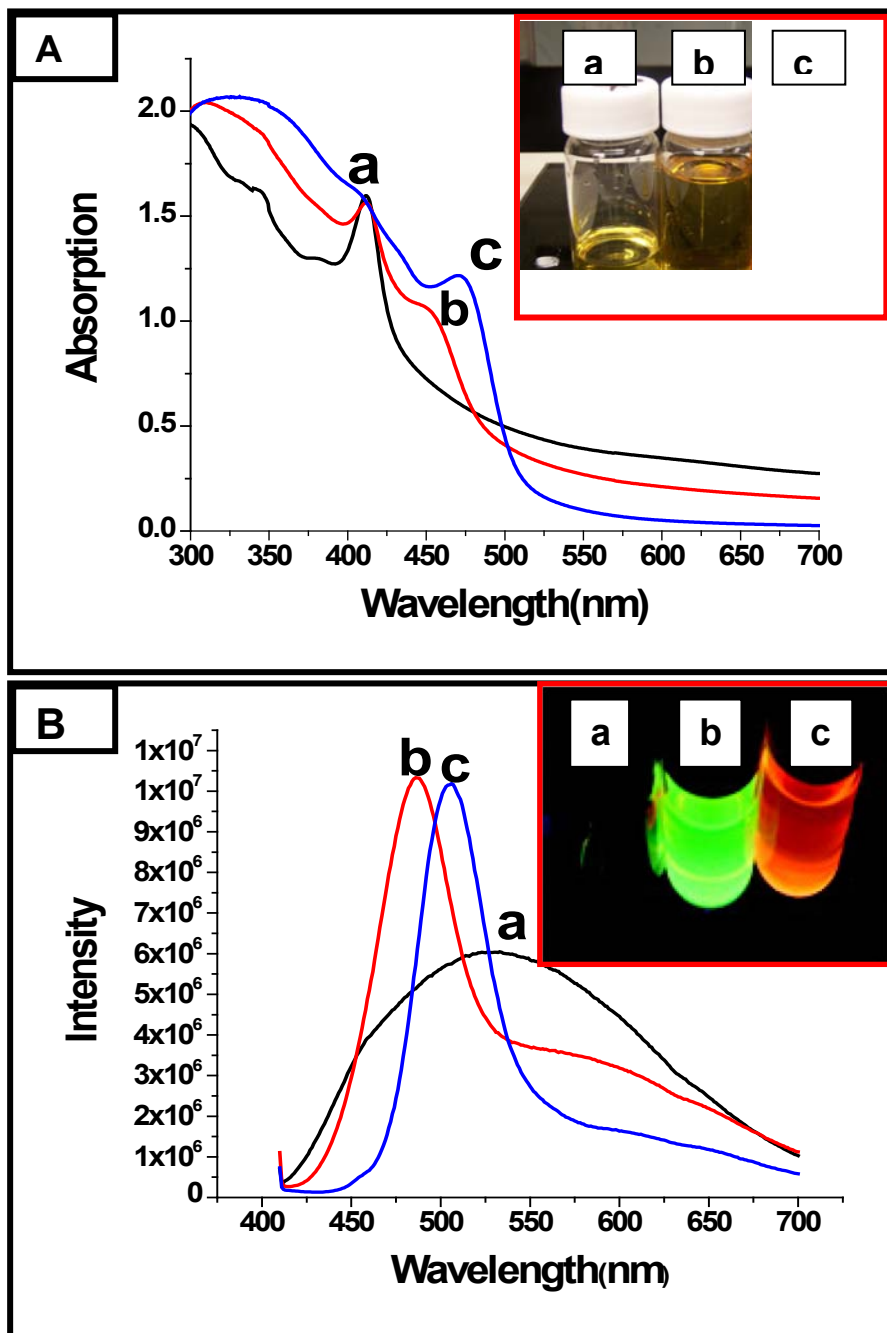 A
a b c
2.0
1.5
1.0
0.5
0.0
Absorption
a
c
b
300 350 400 450 500 550 600 650 700
Wavelength(nm)
B
a b c
1x10⁷
1x10⁷
9x10⁶
8x10⁶
7x10⁶
6x10⁶
5x10⁶
4x10⁶
3x10⁶
2x10⁶
1x10⁶
0
Intensity
b c
a
400 450 500 550 600 650 700
Wavelength(nm)